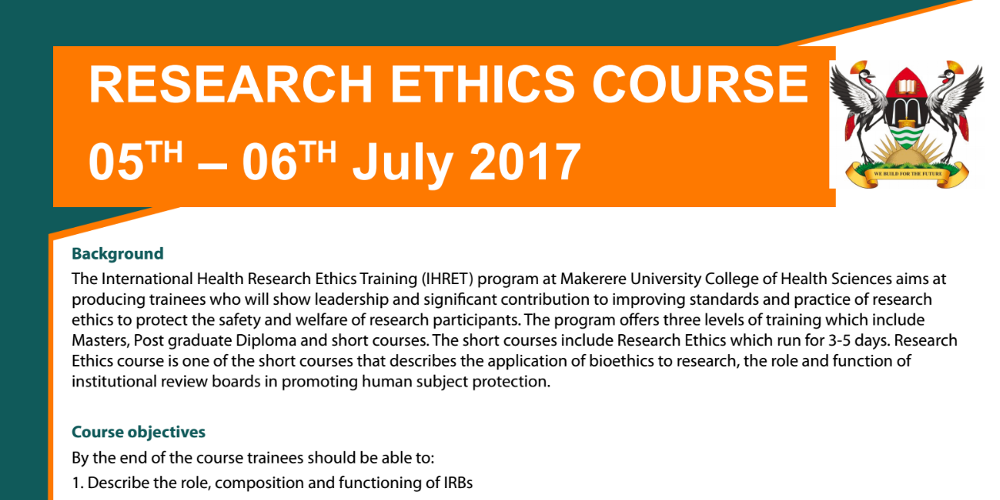 RESEARCH ETHICS COURSE
05TH – 06TH July 2017
WE BUILD FOR THE FUTURE
Background
The International Health Research Ethics Training (IHRET) program at Makerere University College of Health Sciences aims at
producing trainees who will show leadership and significant contribution to improving standards and practice of research
ethics to protect the safety and welfare of research participants. The program offers three levels of training which include
Masters, Post graduate Diploma and short courses. The short courses include Research Ethics which run for 3-5 days. Research
Ethics course is one of the short courses that describes the application of bioethics to research, the role and function of
institutional review boards in promoting human subject protection.
Course objectives
By the end of the course trainees should be able to:
1. Describe the role, composition and functioning of IRBs